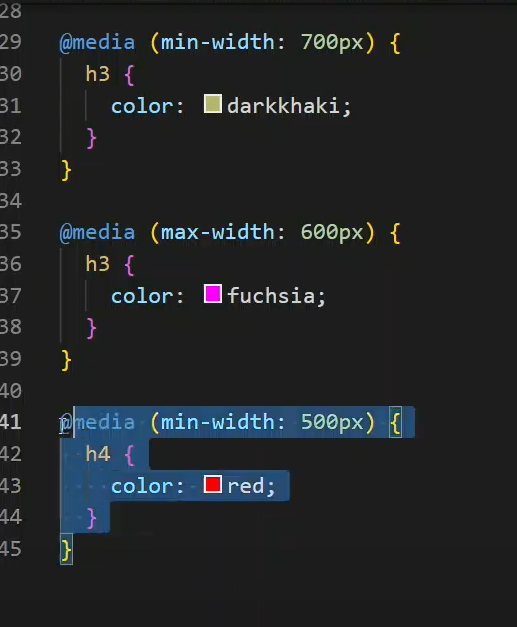 28
29 @media (min-width: 700px) {
30 h3 {
31 color: darkkhaki;
32 }
33 }
34
35 @media (max-width: 600px) {
36 h3 {
37 color: fuchsia;
38 }
39 }
40
41 @media (min-width: 500px) {
42 h4 {
43 color: red;
44 }
45 }